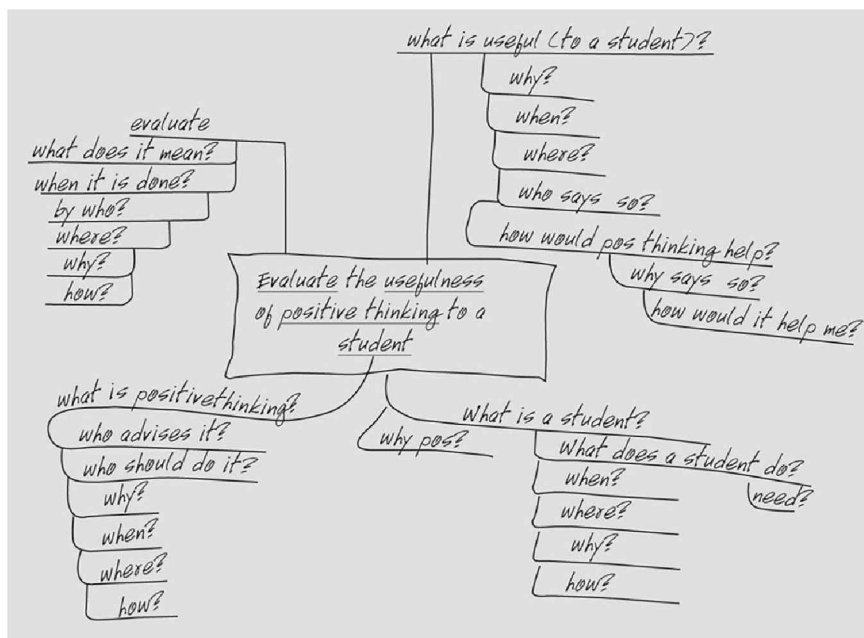 what is useful (to a student)?
why?
when?
where?
who says so?
how would pos thinking help?
why says so?
how would it help me?
evaluate
what does it mean?
when it is done?
by who?
where?
why?
how?
Evaluate the usefulness
of positive thinking to a
student
what is positivethinking?
who advises it?
who should do it?
why?
when?
where?
how?
why pos?
What is a student?
What does a student do?
need?
when?
where?
why?
how?